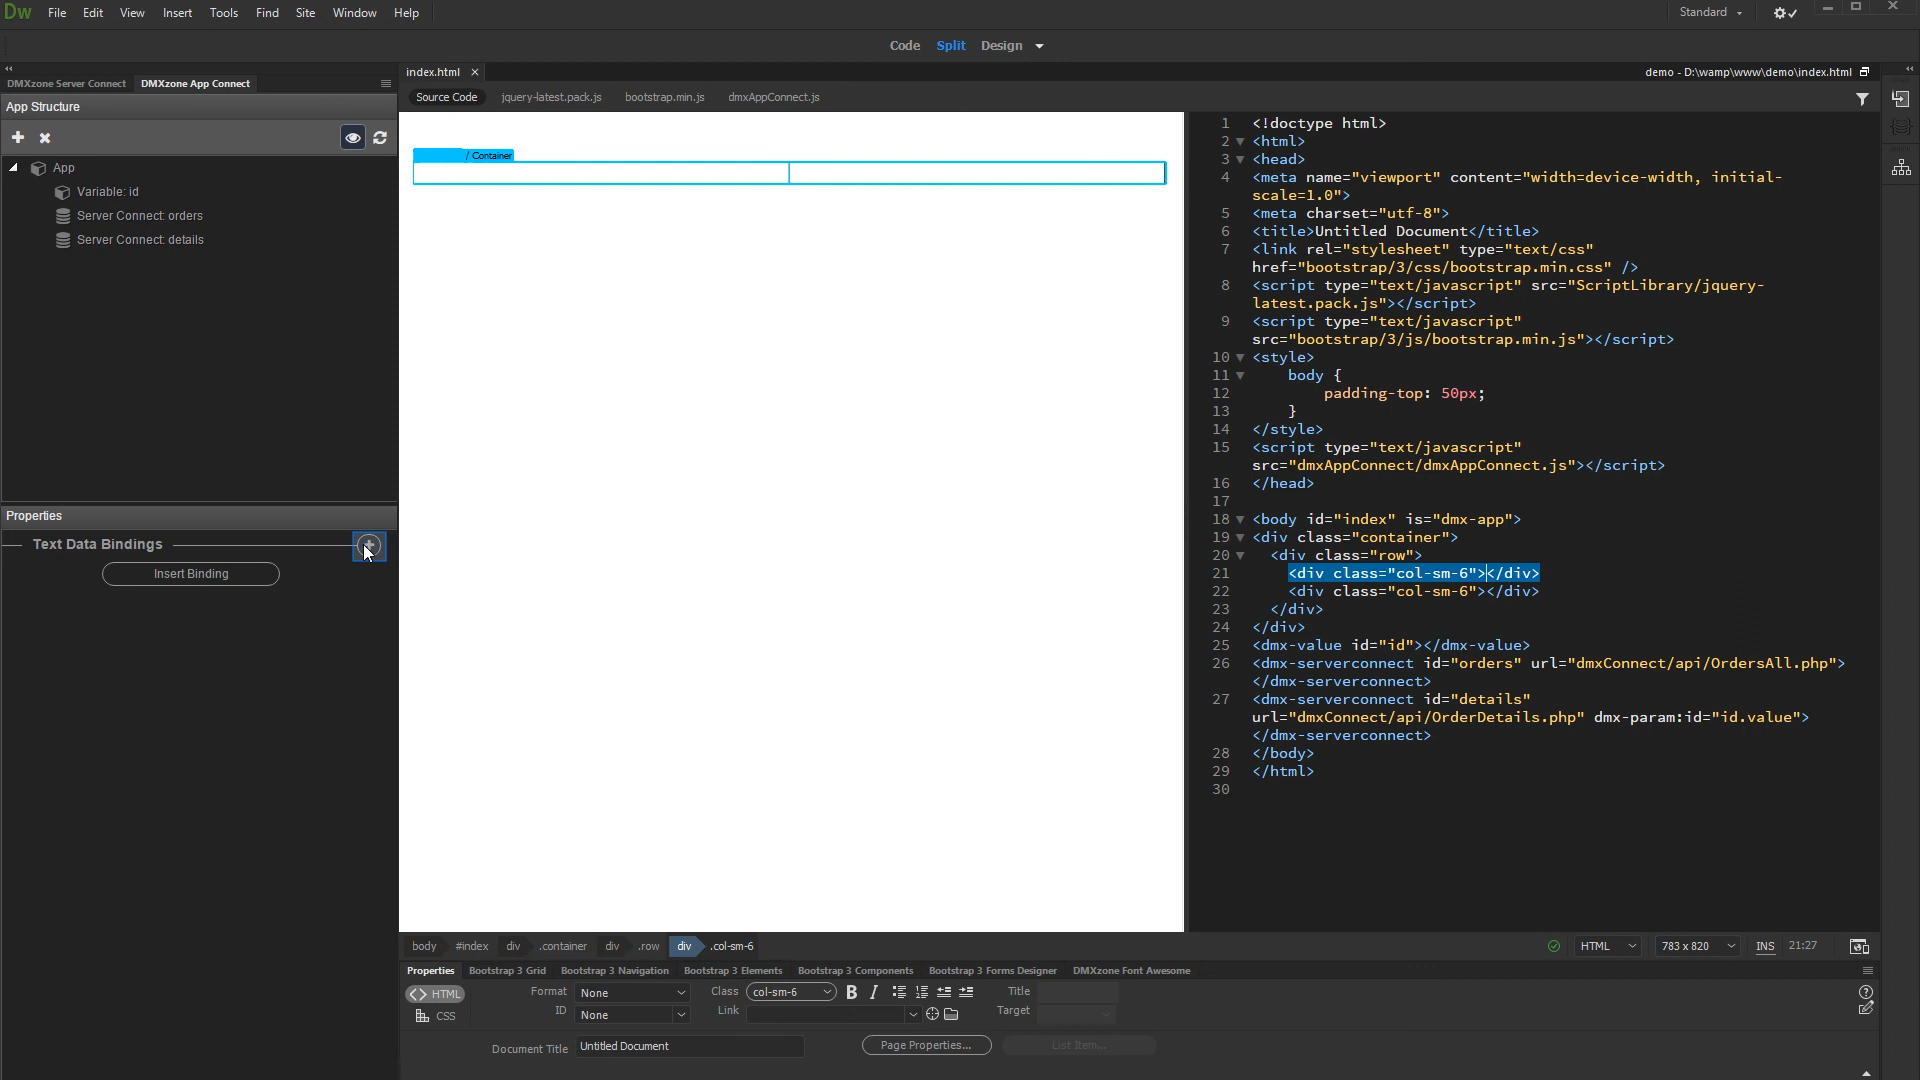 Dw File Edit View Insert Tools Find Site Window Help Standard
Code Split Design
DMXzone Server Connect DMXzone App Connect
App Structure
App
Variable: id
Server Connect: orders
Server Connect: details
Properties
Text Data Bindings
Insert Binding
index.html
demo - D:\wamp\www\demo\index.html
Source Code jquery-latest.pack.js bootstrap.min.js dmxAppConnect.js
/ Container
1 <!doctype html>
2 <html>
3 <head>
4 <meta name="viewport" content="width=device-width, initial-
scale=1.0">
5 <meta charset="utf-8">
6 <title>Untitled Document</title>
7 <link rel="stylesheet" type="text/css"
href="bootstrap/3/css/bootstrap.min.css" />
8 <script type="text/javascript" src="ScriptLibrary/jquery-
latest.pack.js"></script>
9 <script type="text/javascript"
src="bootstrap/3/js/bootstrap.min.js"></script>
10 <style>
11 body {
12 padding-top: 50px;
13 }
14 </style>
15 <script type="text/javascript"
src="dmxAppConnect/dmxAppConnect.js"></script>
16 </head>
17
18 <body id="index" is="dmx-app">
19 <div class="container">
20 <div class="row">
21 <div class="col-sm-6"></div>
22 <div class="col-sm-6"></div>
23 </div>
24 </div>
25 <dmx-value id="id"></dmx-value>
26 <dmx-serverconnect id="orders" url="dmxConnect/api/OrdersAll.php">
</dmx-serverconnect>
27 <dmx-serverconnect id="details"
url="dmxConnect/api/OrderDetails.php" dmx-param:id="id.value">
</dmx-serverconnect>
28 </body>
29 </html>
30
body #index div .container div .row div .col-sm-6
HTML 783 x 820 INS 21:27
Properties Bootstrap 3 Grid Bootstrap 3 Navigation Bootstrap 3 Elements Bootstrap 3 Components Bootstrap 3 Forms Designer DMXzone Font Awesome
<> HTML Format None Class col-sm-6 B I Title
CSS ID None Link Target
Document Title Untitled Document Page Properties... List Item...